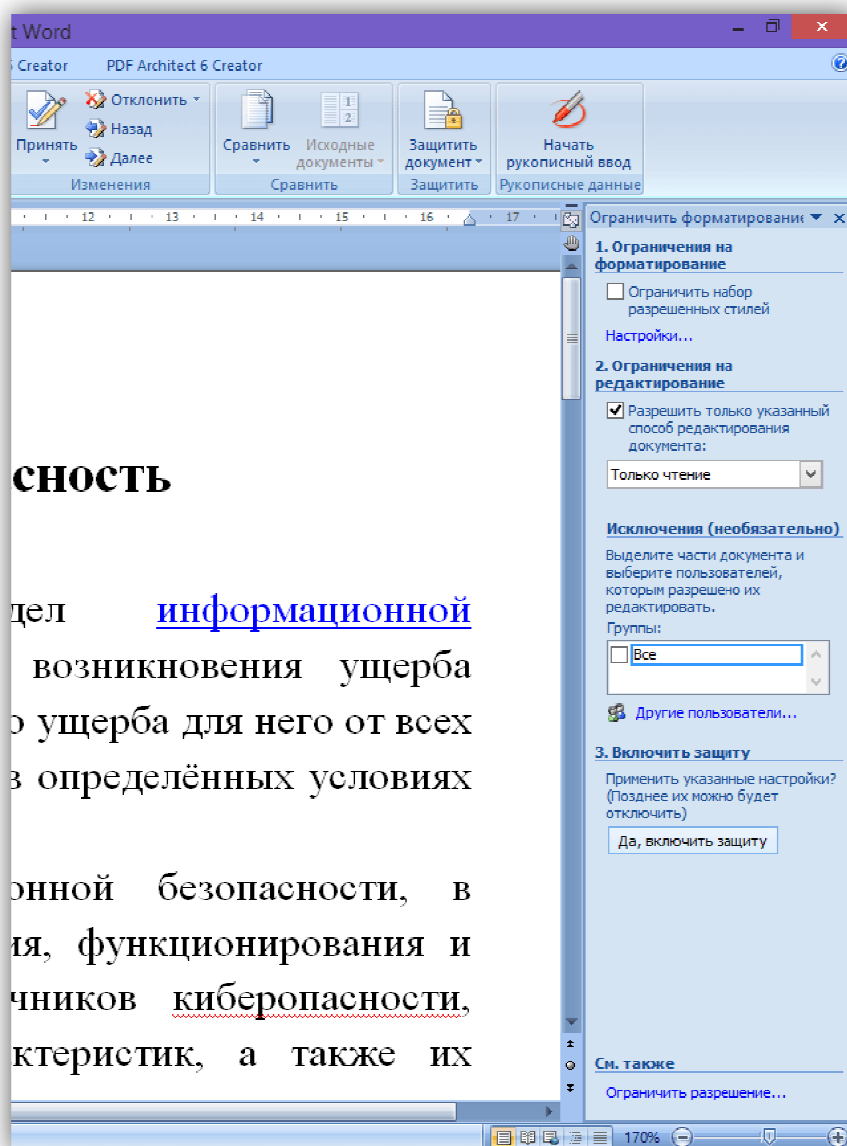 t Word
Creator PDF Architect 6 Creator
Принять
Отклонить
Назад
Далее
Изменения
Сравнить
Исходные
документы
Сравнить
Защитить
документ
Защитить
Начать
рукописный ввод
Рукописные данные
12 13 14 15 16 17
сность
дел информационной
возникновения ущерба
о ущерба для него от всех
в определённых условиях
онной безопасности, в
ия, функционирования и
чников киберопасности,
ктеристик, а также их
Ограничить форматировани
1. Ограничения на
форматирование
Ограничить набор
разрешенных стилей
Настройки...
2. Ограничения на
редактирование
Разрешить только указанный
способ редактирования
документа:
Только чтение
Исключения (необязательно)
Выделите части документа и
выберите пользователей,
которым разрешено их
редактировать.
Группы:
Все
Другие пользователи...
3. Включить защиту
Применить указанные настройки?
(Позднее их можно будет
отключить)
Да, включить защиту
См. также
Ограничить разрешение...
170%